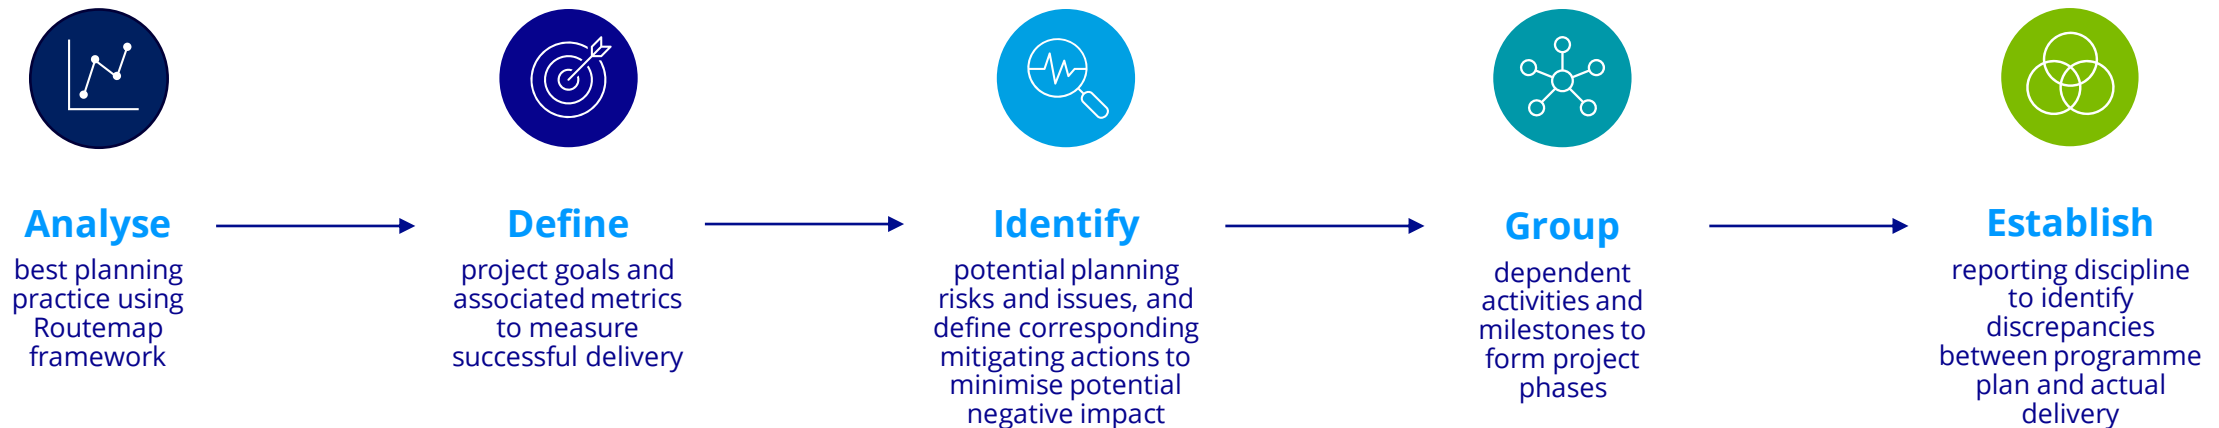 Analyse
best planning
practice using
Routemap
framework
Define
project goals and
associated metrics
to measure
successful delivery
Identify
potential planning
risks and issues, and
define corresponding
mitigating actions to
minimise potential
negative impact
Group
dependent
activities and
milestones to
form project
phases
Establish
reporting discipline
to identify
discrepancies
between programme
plan and actual
delivery